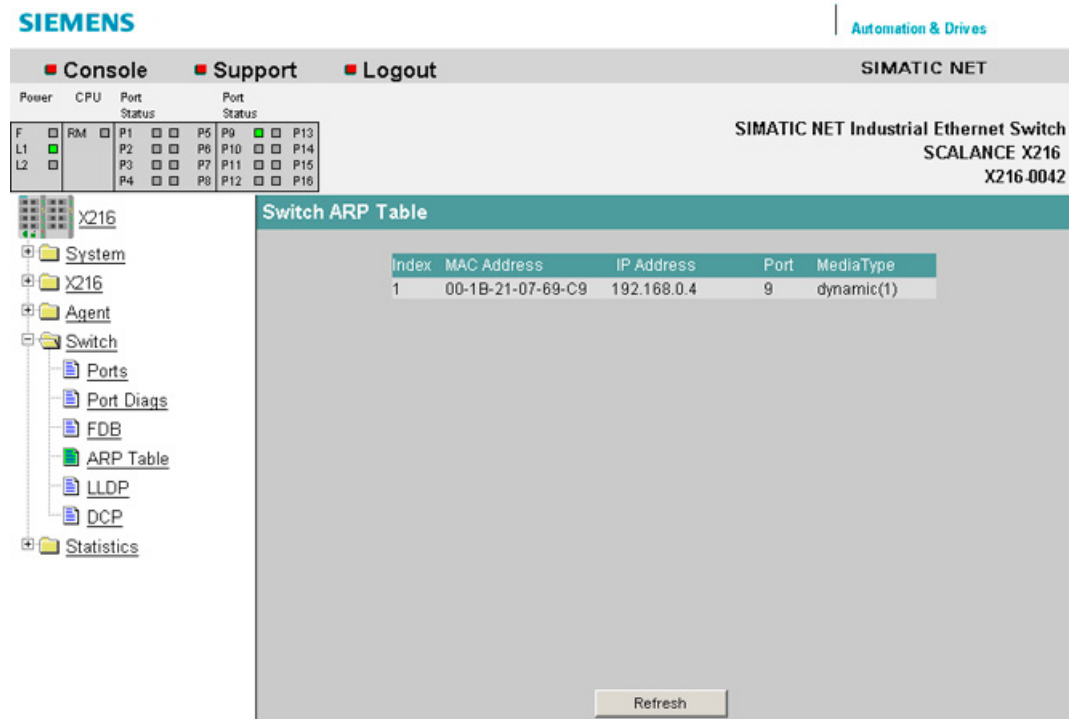 SIEMENS
Automation & Drives
Console Support Logout SIMATIC NET
Power CPU Port Status Port Status
F RM P1 P5 P9 P13
L1 P2 P6 P10 P14
L2 P3 P7 P11 P15
P4 P8 P12 P16
SIMATIC NET Industrial Ethernet Switch
SCALANCE X216
X216-0042
X216
System
X216
Agent
Switch
Ports
Port Diags
FDB
ARP Table
LLDP
DCP
Statistics
Switch ARP Table
Index MAC Address IP Address Port MediaType
1 00-1B-21-07-69-C9 192.168.0.4 9 dynamic(1)
Refresh